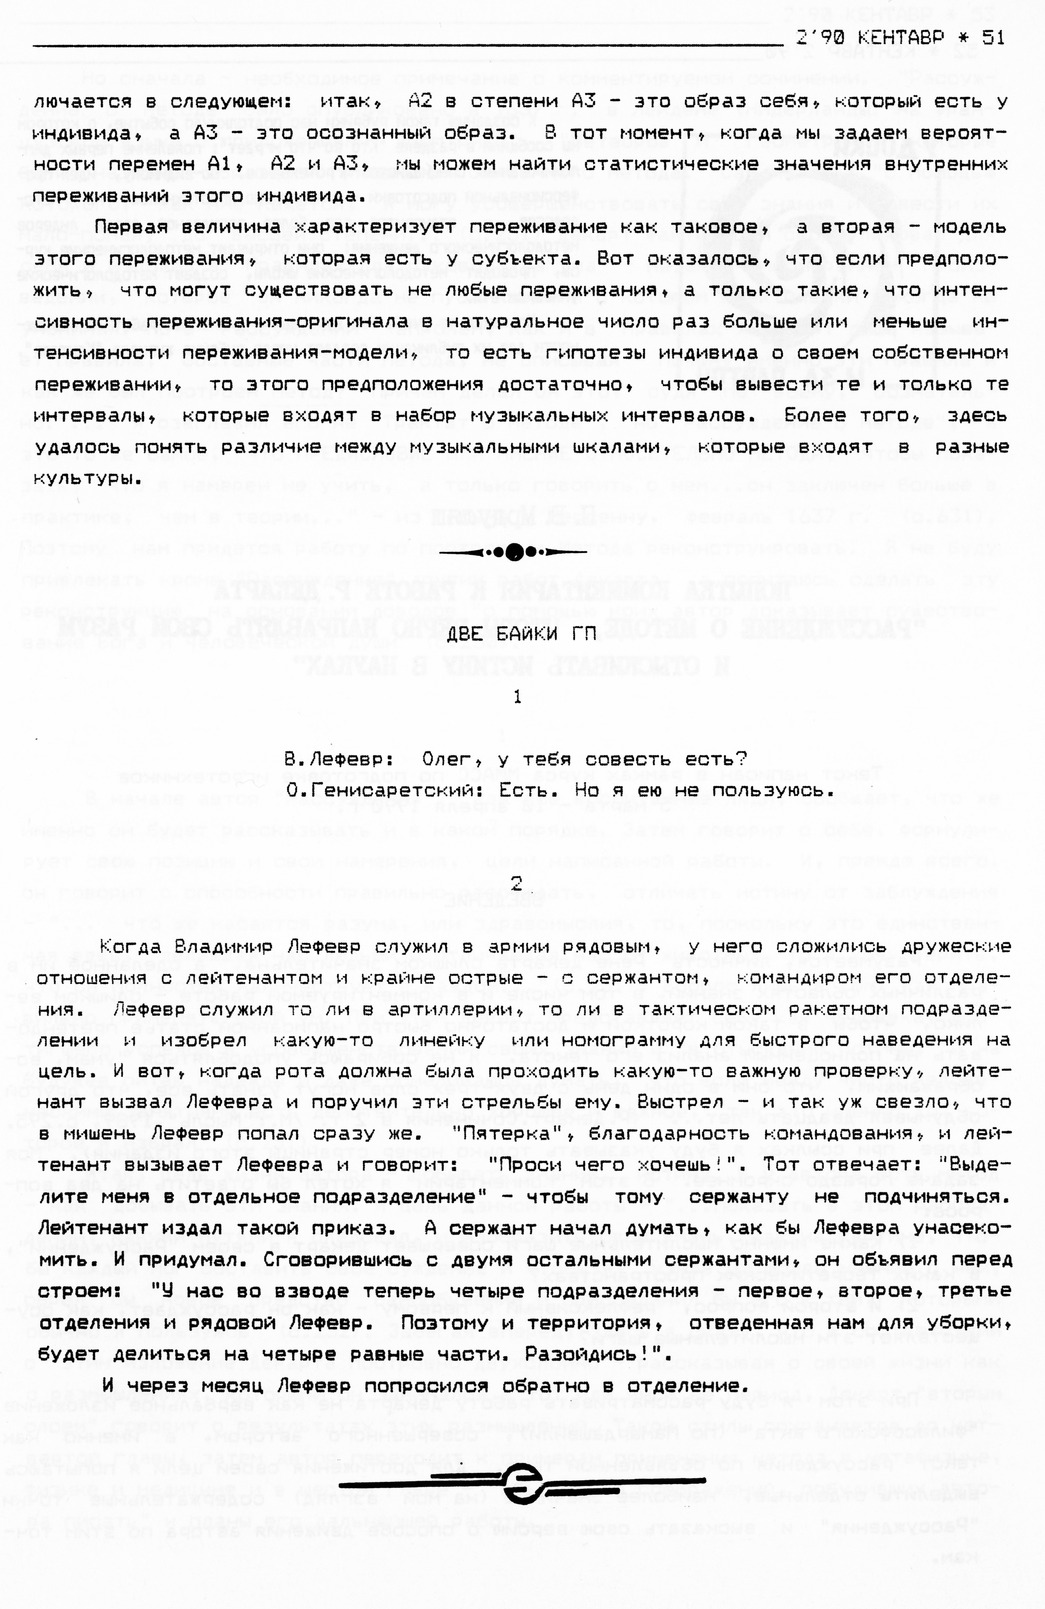 2'90 КЕНТАВР * 51
лючается в следующем: итак, А2 в степени А3 - это образ себя, который есть у
индивида, а А3 - это осознанный образ. В тот момент, когда мы задаем вероят-
ности перемен А1, А2 и А3, мы можем найти статистические значения внутренних
переживаний этого индивида.
Первая величина характеризует переживание как таковое, а вторая - модель
этого переживания, которая есть у субъекта. Вот оказалось, что если предполо-
жить, что могут существовать не любые переживания, а только такие, что интен-
сивность переживания-оригинала в натуральное число раз больше или меньше ин-
тенсивности переживания-модели, то есть гипотезы индивида о своем собственном
переживании, то этого предположения достаточно, чтобы вывести те и только те
интервалы, которые входят в набор музыкальных интервалов. Более того, здесь
удалось понять различие между музыкальными шкалами, которые входят в разные
культуры.
ДВЕ БАЙКИ ГП
1
В.Лефевр: Олег, у тебя совесть есть?
О.Генисаретский: Есть. Но я ею не пользуюсь.
2
Когда Владимир Лефевр служил в армии рядовым, у него сложились дружеские
отношения с лейтенантом и крайне острые - с сержантом, командиром его отделе-
ния. Лефевр служил то ли в артиллерии, то ли в тактическом ракетном подразде-
лении и изобрел какую-то линейку или номограмму для быстрого наведения на
цель. И вот, когда рота должна была проходить какую-то важную проверку, лейте-
нант вызвал Лефевра и поручил эти стрельбы ему. Выстрел - и так уж свезло, что
в мишень Лефевр попал сразу же. "Пятерка", благодарность командования, и лей-
тенант вызывает Лефевра и говорит: "Проси чего хочешь!". Тот отвечает: "Выде-
лите меня в отдельное подразделение" - чтобы тому сержанту не подчиняться.
Лейтенант издал такой приказ. А сержант начал думать, как бы Лефевра унасеко-
мить. И придумал. Сговорившись с двумя остальными сержантами, он объявил перед
строем: "У нас во взводе теперь четыре подразделения - первое, второе, третье
отделения и рядовой Лефевр. Поэтому и территория, отведенная нам для уборки,
будет делиться на четыре равные части. Разойдись!".
И через месяц Лефевр попросился обратно в отделение.